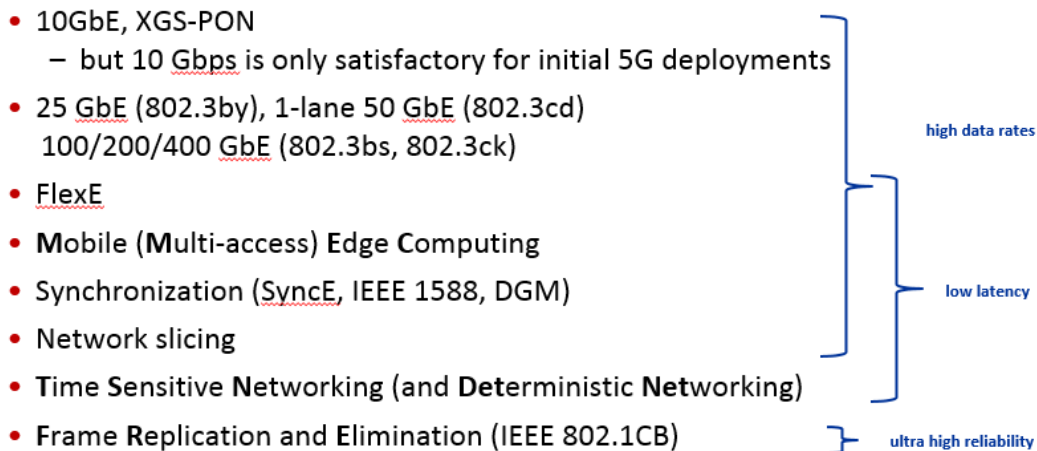 • 10GbE, XGS-PON
– but 10 Gbps is only satisfactory for initial 5G deployments
• 25 GbE (802.3by), 1-lane 50 GbE (802.3cd)
100/200/400 GbE (802.3bs, 802.3ck)
high data rates
• FlexE
• Mobile (Multi-access) Edge Computing
• Synchronization (SyncE, IEEE 1588, DGM)
low latency
• Network slicing
• Time Sensitive Networking (and Deterministic Networking)
• Frame Replication and Elimination (IEEE 802.1CB)
ultra high reliability